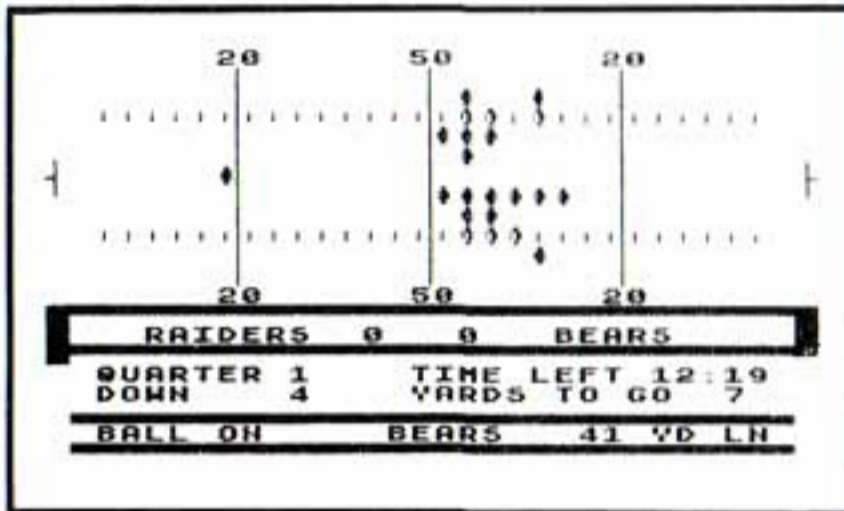 20 50 20
20 50 20
RAIDERS 0 0 BEARS
QUARTER 1 TIME LEFT 12:19
DOWN 4 YARDS TO GO 7
BALL ON BEARS 41 YD LN